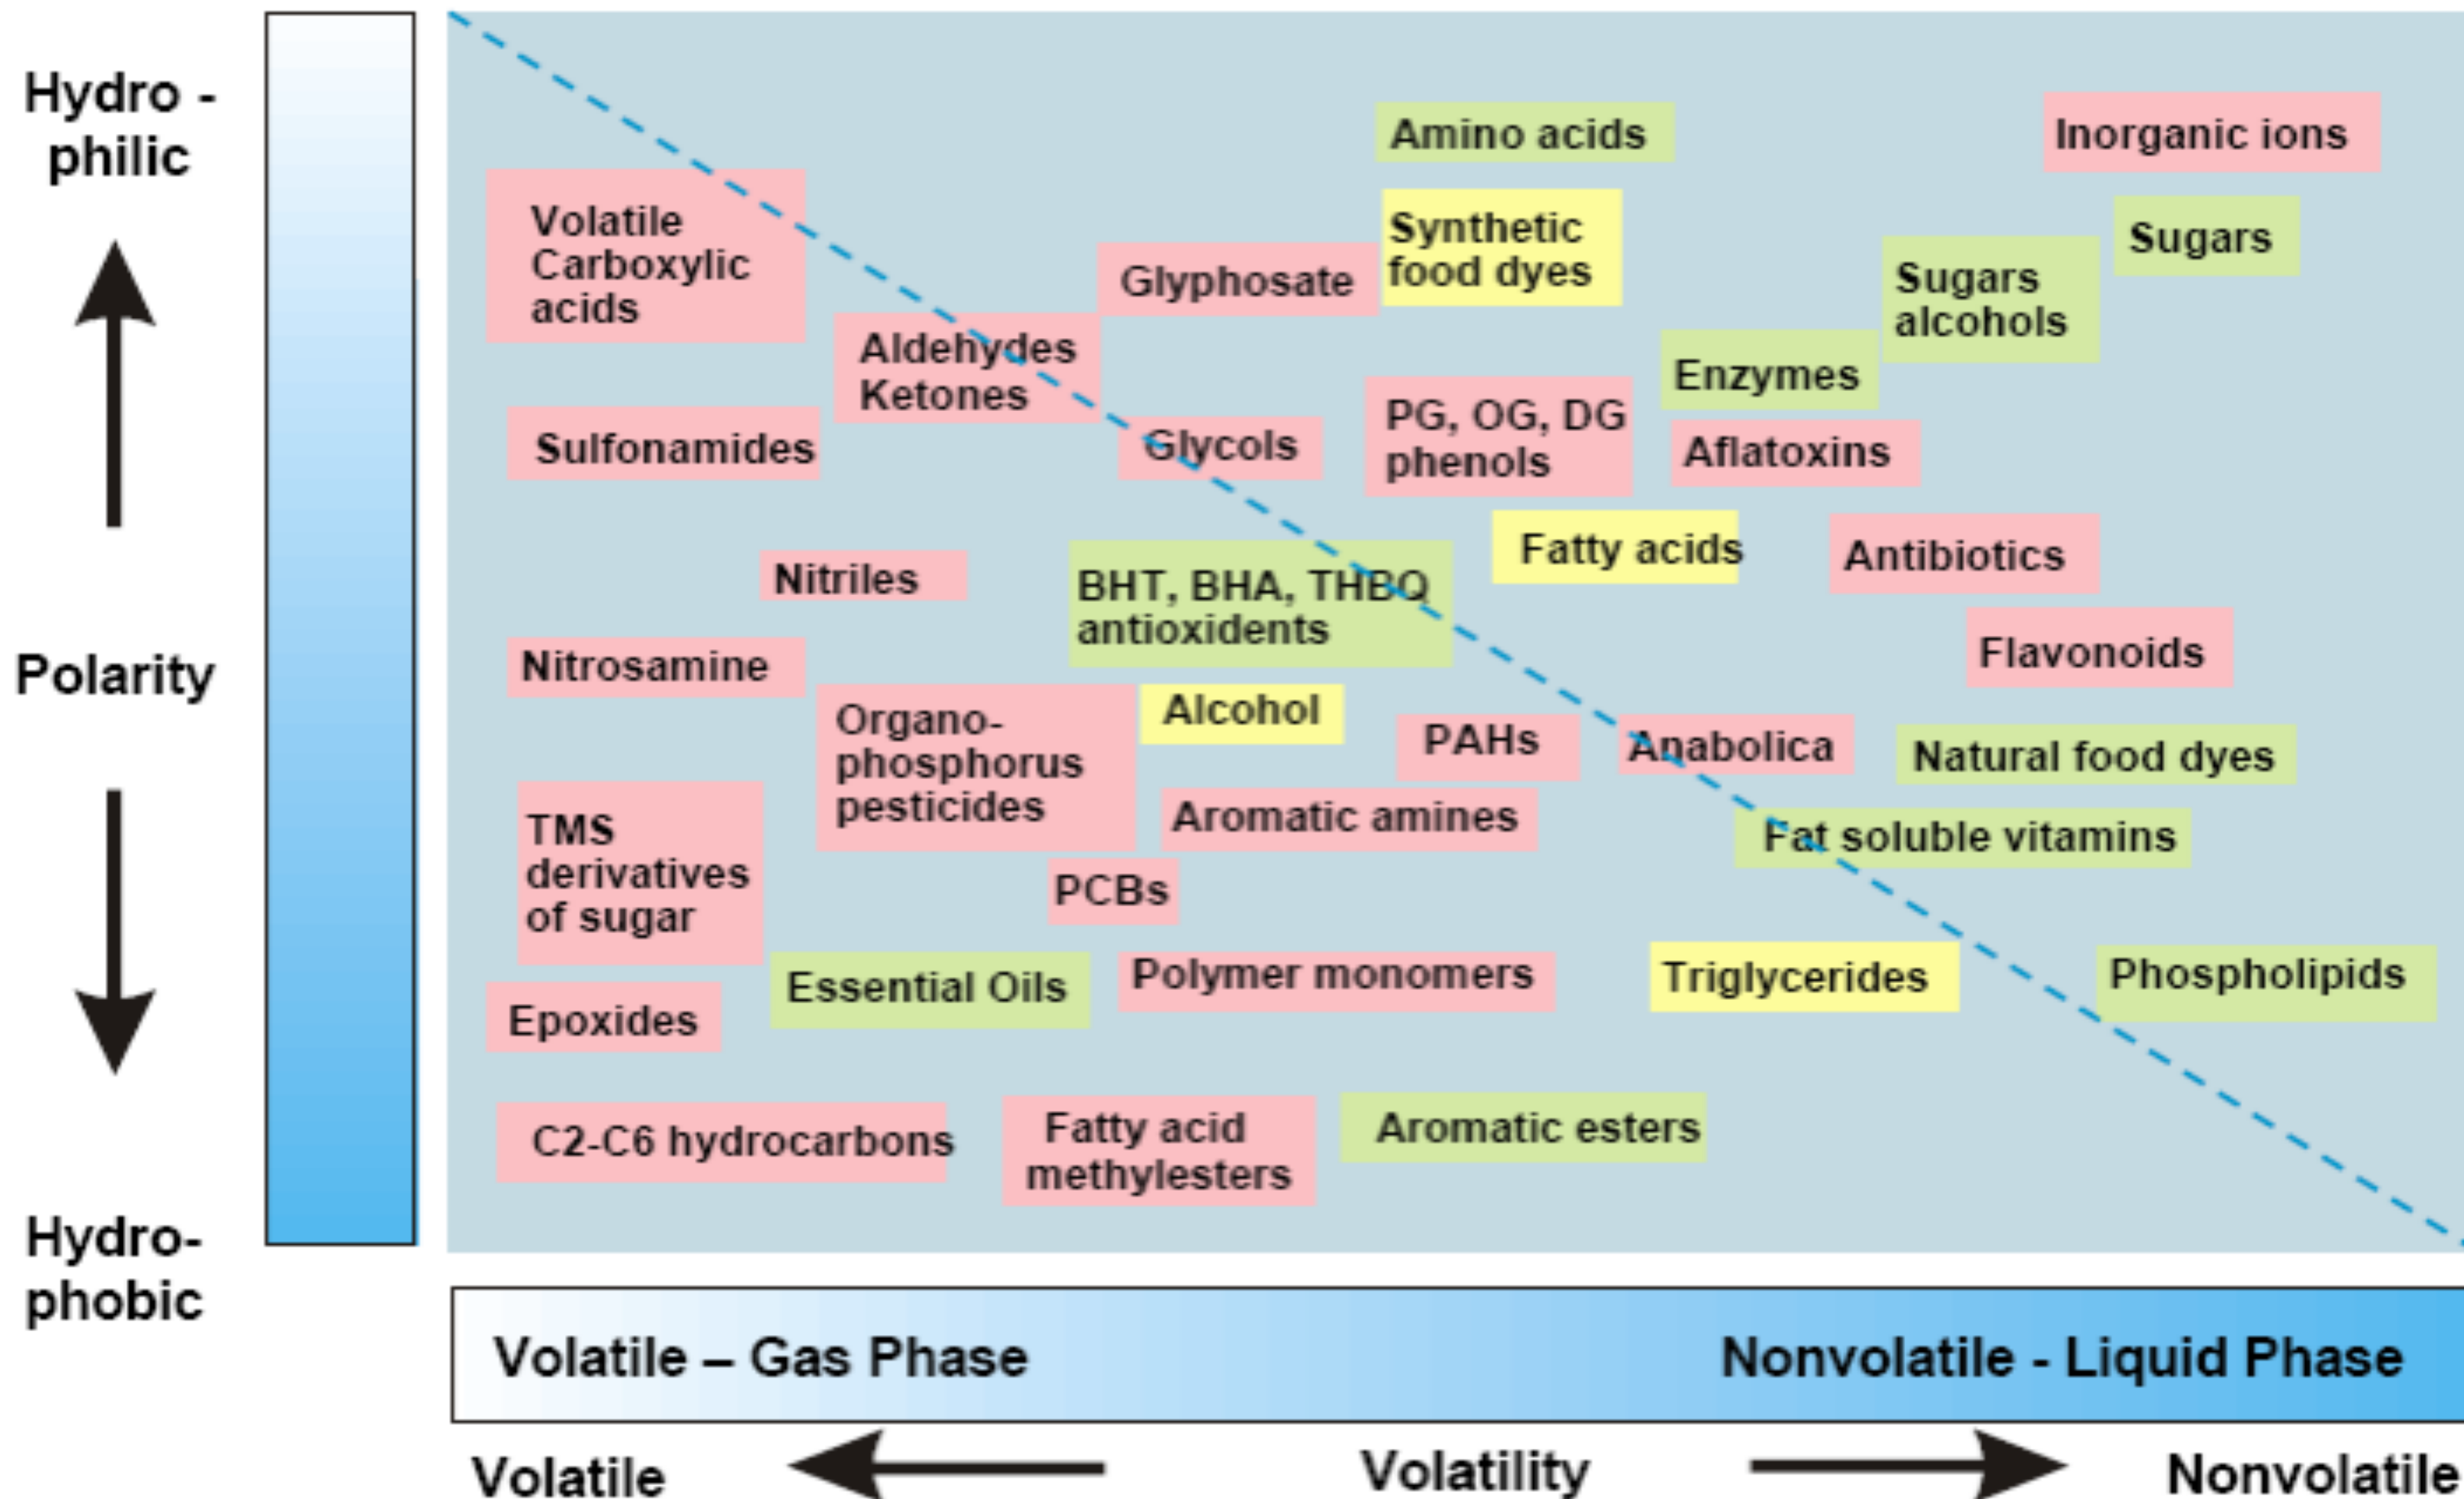 Hydro -
philic
Polarity
Hydro-
phobic
Amino acids
Inorganic ions
Volatile
Carboxylic
acids
Synthetic
food dyes
Sugars
Glyphosate
Sugars
alcohols
Aldehydes
Ketones
Enzymes
Sulfonamides
Glycols
PG, OG, DG
phenols
Aflatoxins
Nitriles
BHT, BHA, THBQ
antioxidents
Fatty acids
Antibiotics
Nitrosamine
Flavonoids
Organo-
phosphorus
pesticides
Alcohol
PAHs
Anabolica
Natural food dyes
TMS
derivatives
of sugar
Aromatic amines
Fat soluble vitamins
PCBs
Essential Oils
Polymer monomers
Triglycerides
Phospholipids
Epoxides
C2-C6 hydrocarbons
Fatty acid
methylesters
Aromatic esters
Volatile – Gas Phase
Nonvolatile - Liquid Phase
Volatile
Volatility
Nonvolatile